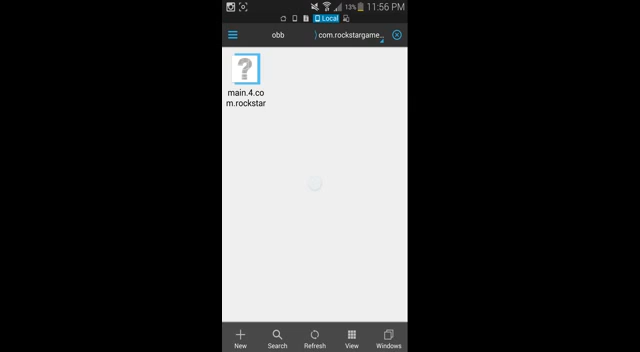 13% 11:56 PM
Local
obb
com.rockstargame...
main.4.co
m.rockstar
New
Search
Refresh
View
Windows